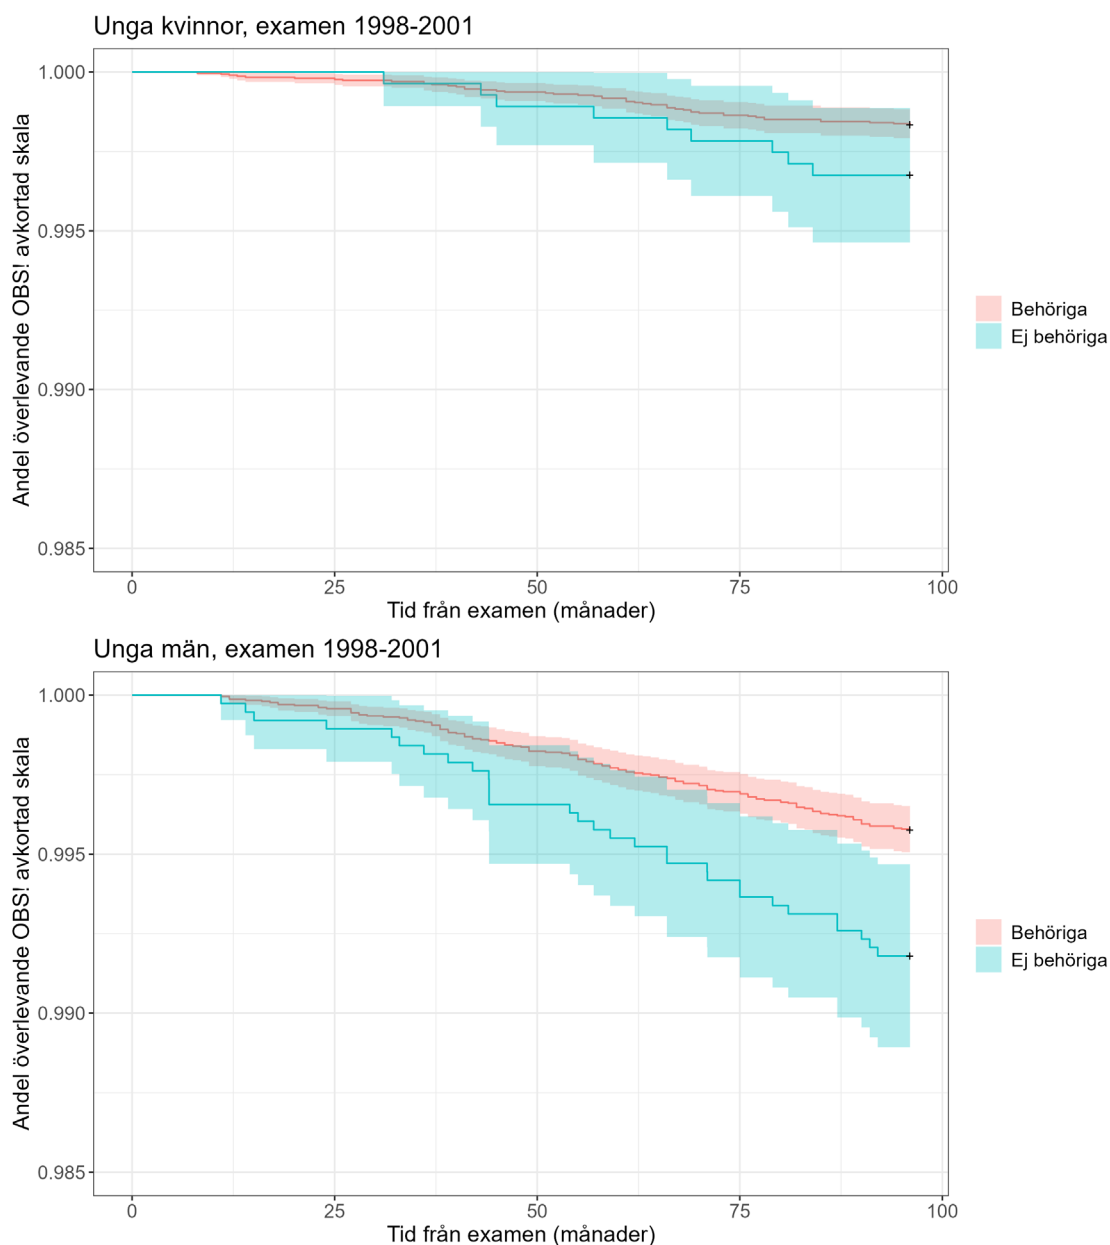 Unga kvinnor, examen 1998-2001
Andel överlevande OBS! avkortad skala
1.000
0.995
0.990
0.985
0
25
50
75
100
Tid från examen (månader)
Behöriga
Ej behöriga
Unga män, examen 1998-2001
Andel överlevande OBS! avkortad skala
1.000
0.995
0.990
0.985
0
25
50
75
100
Tid från examen (månader)
Behöriga
Ej behöriga